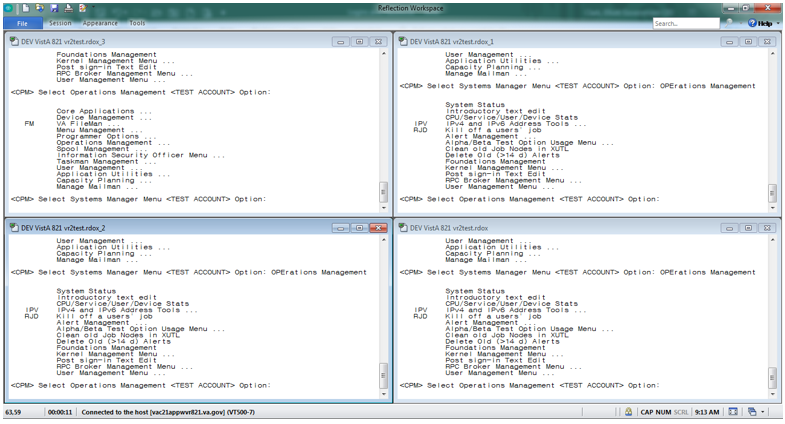 Reflection Workspace
File Session Appearance Tools
Search...
Help
DEV VistA 821 vr2test.rdox_3
Foundations Management
Kernel Management Menu ...
Post sign-in Text Edit
RPC Broker Management Menu ...
User Management Menu ...
<CPM> Select Operations Management <TEST ACCOUNT> Option:
Core Applications ...
Device Management ...
FM VA FileMan ...
Menu Management ...
Programmer Options ...
Operations Management ...
Spool Management ...
Information Security Officer Menu ...
Taskman Management ...
User Management ...
Application Utilities ...
Capacity Planning ...
Manage Mailman ...
<CPM> Select Systems Manager Menu <TEST ACCOUNT> Option:
DEV VistA 821 vr2test.rdox_1
User Management ...
Application Utilities ...
Capacity Planning ...
Manage Mailman ...
<CPM> Select Systems Manager Menu <TEST ACCOUNT> Option: OPErations Management
System Status
Introductory text edit
CPU/Service/User/Device Stats
IPV IPv4 and IPv6 Address Tools ...
RJD Kill off a users' job
Alert Management ...
Alpha/Beta Test Option Usage Menu ...
Clean old Job Nodes in XUTL
Delete Old (>14 d) Alerts
Foundations Management
Kernel Management Menu ...
Post sign-in Text Edit
RPC Broker Management Menu ...
User Management Menu ...
<CPM> Select Operations Management <TEST ACCOUNT> Option:
DEV VistA 821 vr2test.rdox_2
User Management ...
Application Utilities ...
Capacity Planning ...
Manage Mailman ...
<CPM> Select Systems Manager Menu <TEST ACCOUNT> Option: OPErations Management
System Status
Introductory text edit
CPU/Service/User/Device Stats
IPV IPv4 and IPv6 Address Tools ...
RJD Kill off a users' job
Alert Management ...
Alpha/Beta Test Option Usage Menu ...
Clean old Job Nodes in XUTL
Delete Old (>14 d) Alerts
Foundations Management
Kernel Management Menu ...
Post sign-in Text Edit
RPC Broker Management Menu ...
User Management Menu ...
<CPM> Select Operations Management <TEST ACCOUNT> Option:
DEV VistA 821 vr2test.rdox
User Management ...
Application Utilities ...
Capacity Planning ...
Manage Mailman ...
<CPM> Select Systems Manager Menu <TEST ACCOUNT> Option: OPErations Management
System Status
Introductory text edit
CPU/Service/User/Device Stats
IPV IPv4 and IPv6 Address Tools ...
RJD Kill off a users' job
Alert Management ...
Alpha/Beta Test Option Usage Menu ...
Clean old Job Nodes in XUTL
Delete Old (>14 d) Alerts
Foundations Management
Kernel Management Menu ...
Post sign-in Text Edit
RPC Broker Management Menu ...
User Management Menu ...
<CPM> Select Operations Management <TEST ACCOUNT> Option:
63,59 00:00:11 Connected to the host [vac21appwvr821.va.gov] (VT500-7) CAP NUM SCRL 9:13 AM